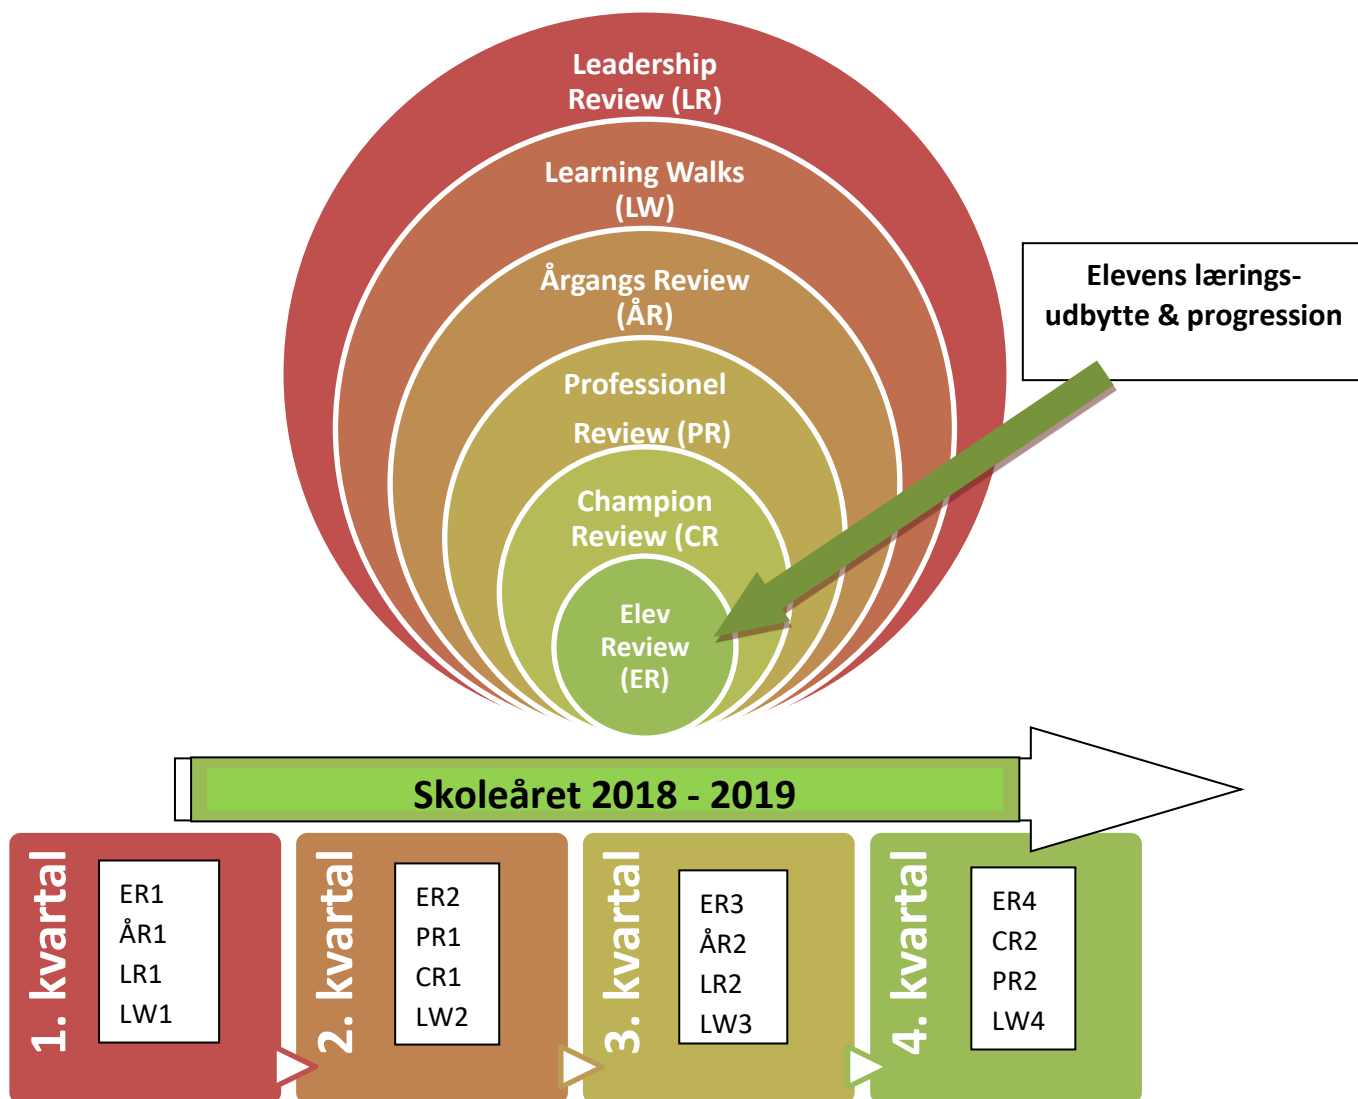 Leadership
Review (LR)
Learning Walks
(LW)
Årgangs Review
(ÅR)
Professionel
Review (PR)
Champion
Review (CR
Elev
Review
(ER)
Elevens lærings-
udbytte & progression
Skoleåret 2018 - 2019
1. kvartal
ER1
ÅR1
LR1
LW1
2. kvartal
ER2
PR1
CR1
LW2
3. kvartal
ER3
ÅR2
LR2
LW3
4. kvartal
ER4
CR2
PR2
LW4